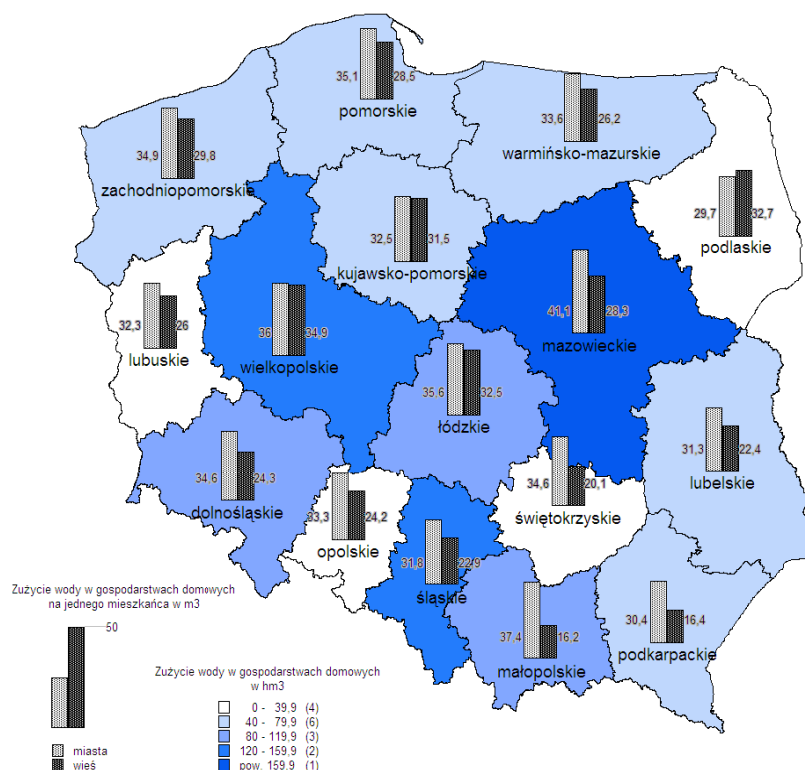 35,1 28,5
pomorskie
33,6 26,2
warmińsko-mazurskie
34,9 29,8
zachodniopomorskie
29,7 32,7
podlaskie
32,5 31,5
kujawsko-pomorskie
32,3 26
lubuskie
36 34,9
wielkopolskie
41,1 28,3
mazowieckie
35,6 32,5
łódzkie
31,3 22,4
lubelskie
34,6 24,3
dolnośląskie
34,6 20,1
świętokrzyskie
33,3 24,2
opolskie
31,8 22,9
śląskie
37,4 16,2
małopolskie
30,4 16,4
podkarpackie
Zużycie wody w gospodarstwach domowych
na jednego mieszkańca w m3
50
miasta
wieś
Zużycie wody w gospodarstwach domowych
w hm3
0 - 39,9 (4)
40 - 79,9 (6)
80 - 119,9 (3)
120 - 159,9 (2)
pow. 159,9 (1)